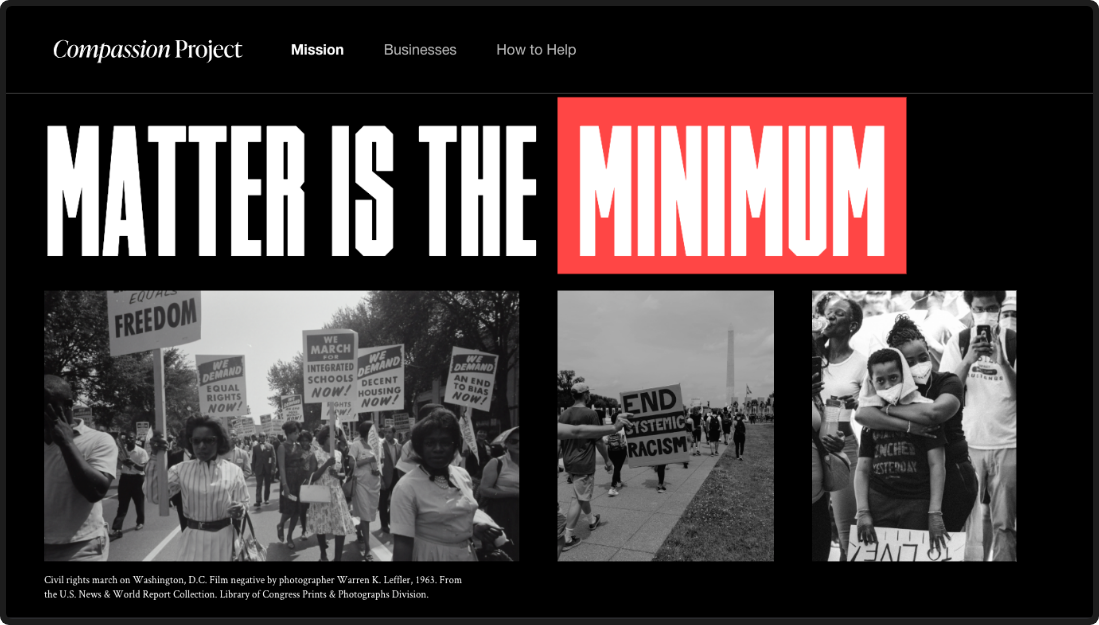 Compassion Project
Mission
Businesses
How to Help
MATTER IS THE MINIMUM
EQUALS
FREEDOM
WE
DEMAND
EQUAL
RIGHTS
NOW!
WE
MARCH
FOR
INTEGRATED
SCHOOLS
NOW!
WE
DEMAND
DECENT
HOUSING
NOW!
WE
DEMAND
AN END
TO BIAS
NOW!
RIGHTS
NOW!
END
SYSTEMIC
RACISM
YESTERDAY
Civil rights march on Washington, D.C. Film negative by photographer Warren K. Leffler, 1963. From
the U.S. News & World Report Collection. Library of Congress Prints & Photographs Division.